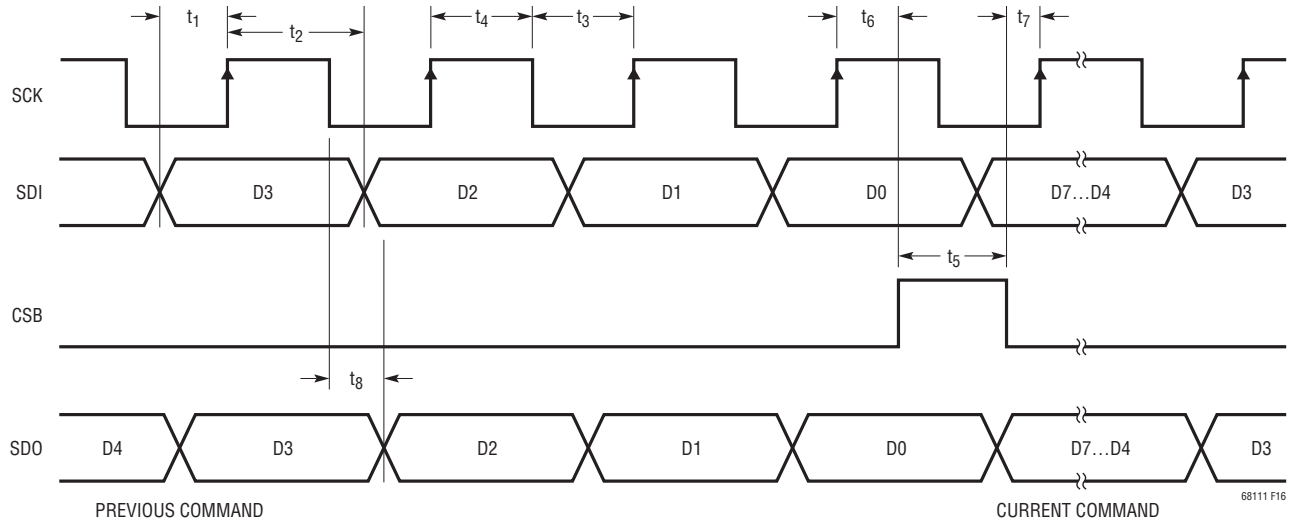 t1
t2
t4
t3
t6
t7
SCK
SDI
D3
D2
D1
D0
D7...D4
D3
t5
CSB
t8
SDO
D4
D3
D2
D1
D0
D7...D4
D3
68111 F16
PREVIOUS COMMAND
CURRENT COMMAND